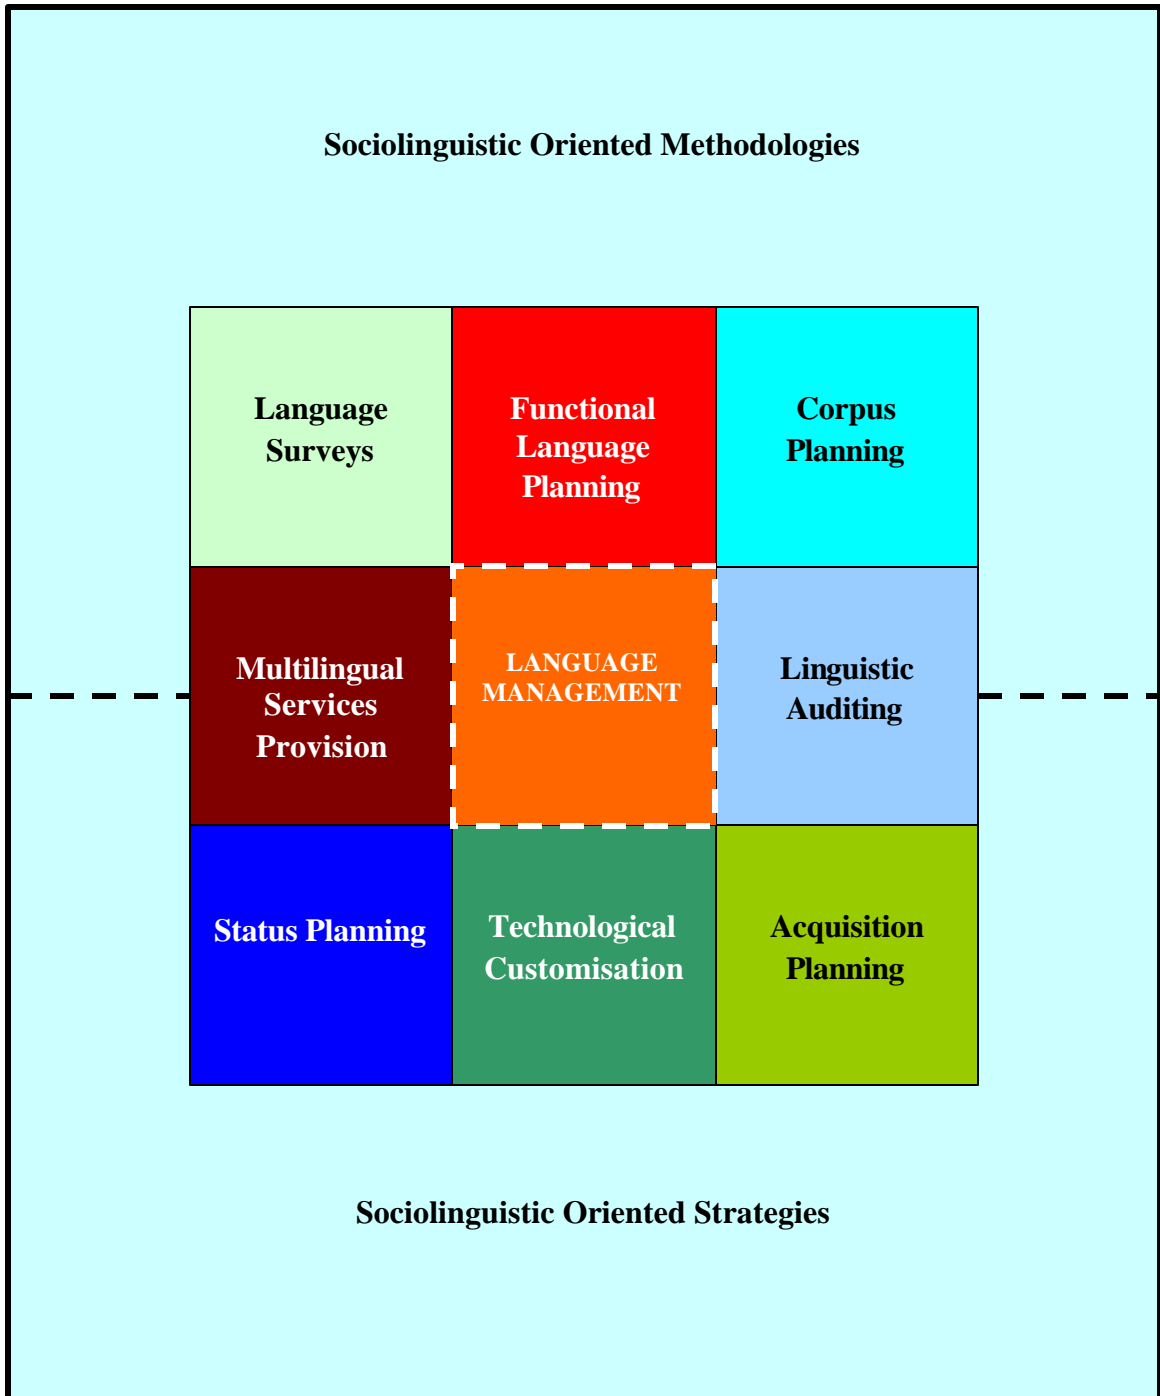 Sociolinguistic Oriented Methodologies
Language
Surveys
Functional
Language
Planning
Corpus
Planning
Multilingual
Services
Provision
LANGUAGE
MANAGEMENT
Linguistic
Auditing
Status Planning
Technological
Customisation
Acquisition
Planning
Sociolinguistic Oriented Strategies